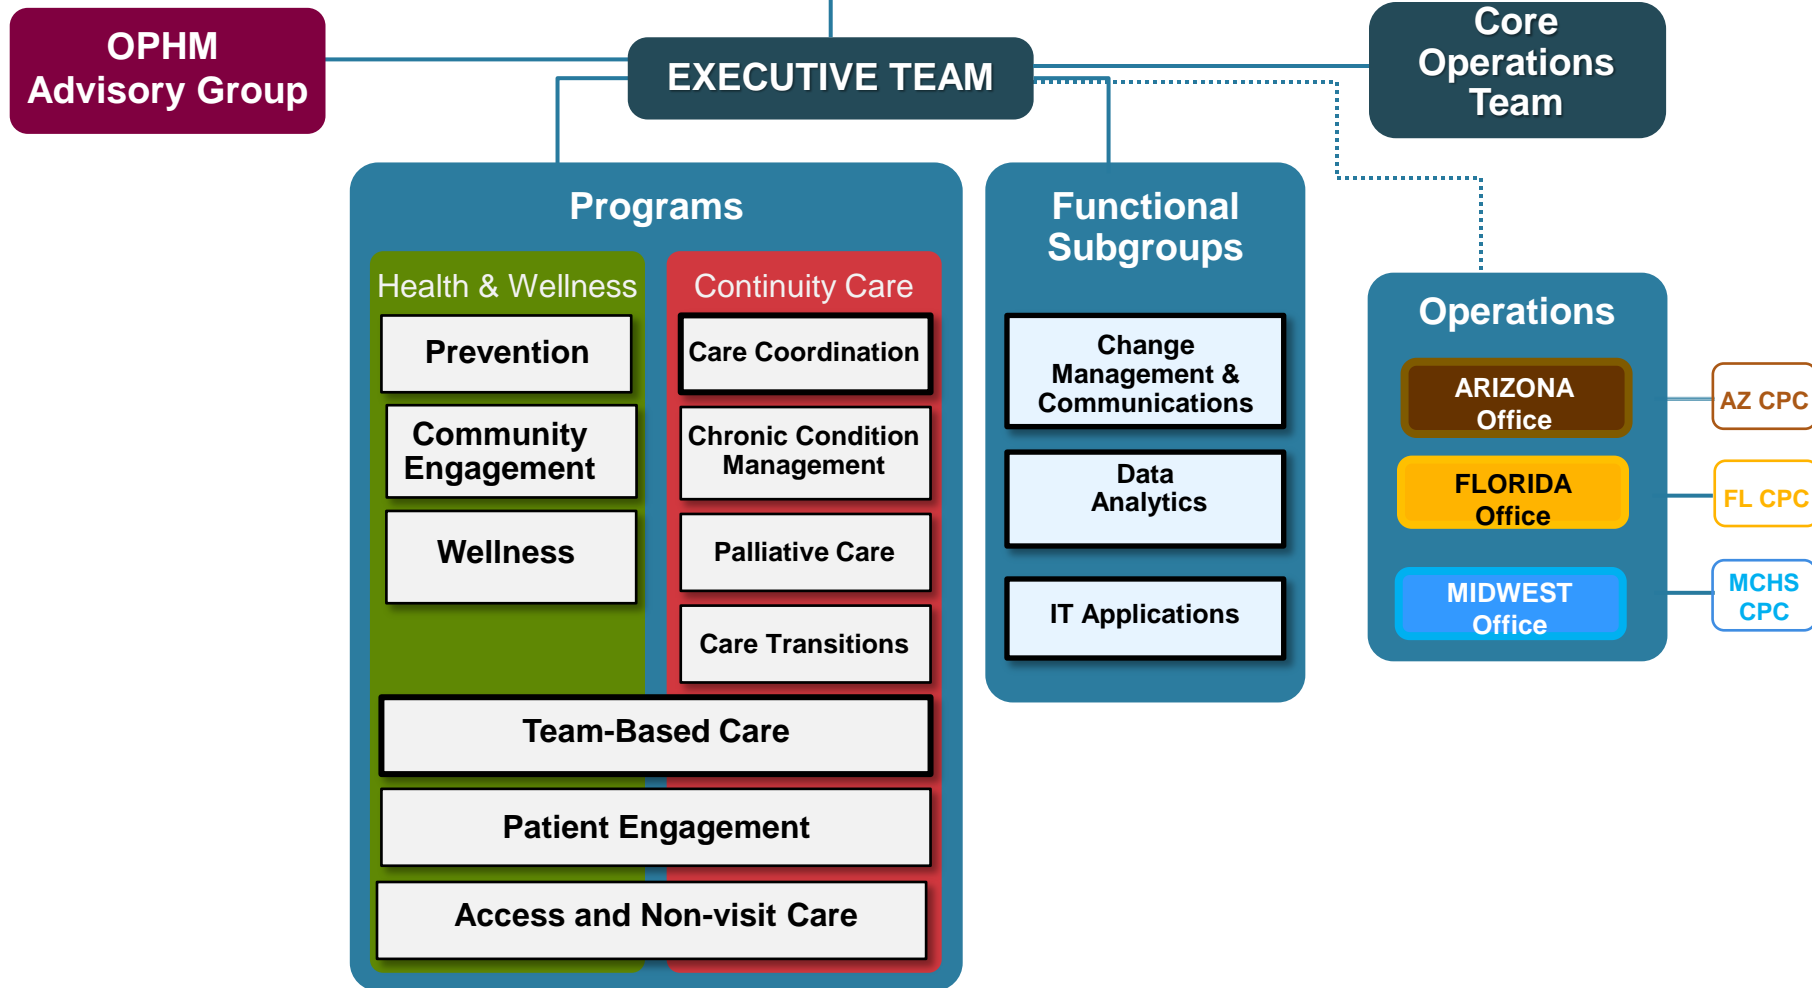 OPHM
Advisory Group
EXECUTIVE TEAM
Core
Operations
Team
Programs
Health & Wellness
Prevention
Community
Engagement
Wellness
Continuity Care
Care Coordination
Chronic Condition
Management
Palliative Care
Care Transitions
Team-Based Care
Patient Engagement
Access and Non-visit Care
Functional
Subgroups
Change
Management &
Communications
Data
Analytics
IT Applications
Operations
ARIZONA
Office
AZ CPC
FLORIDA
Office
FL CPC
MIDWEST
Office
MCHS
CPC